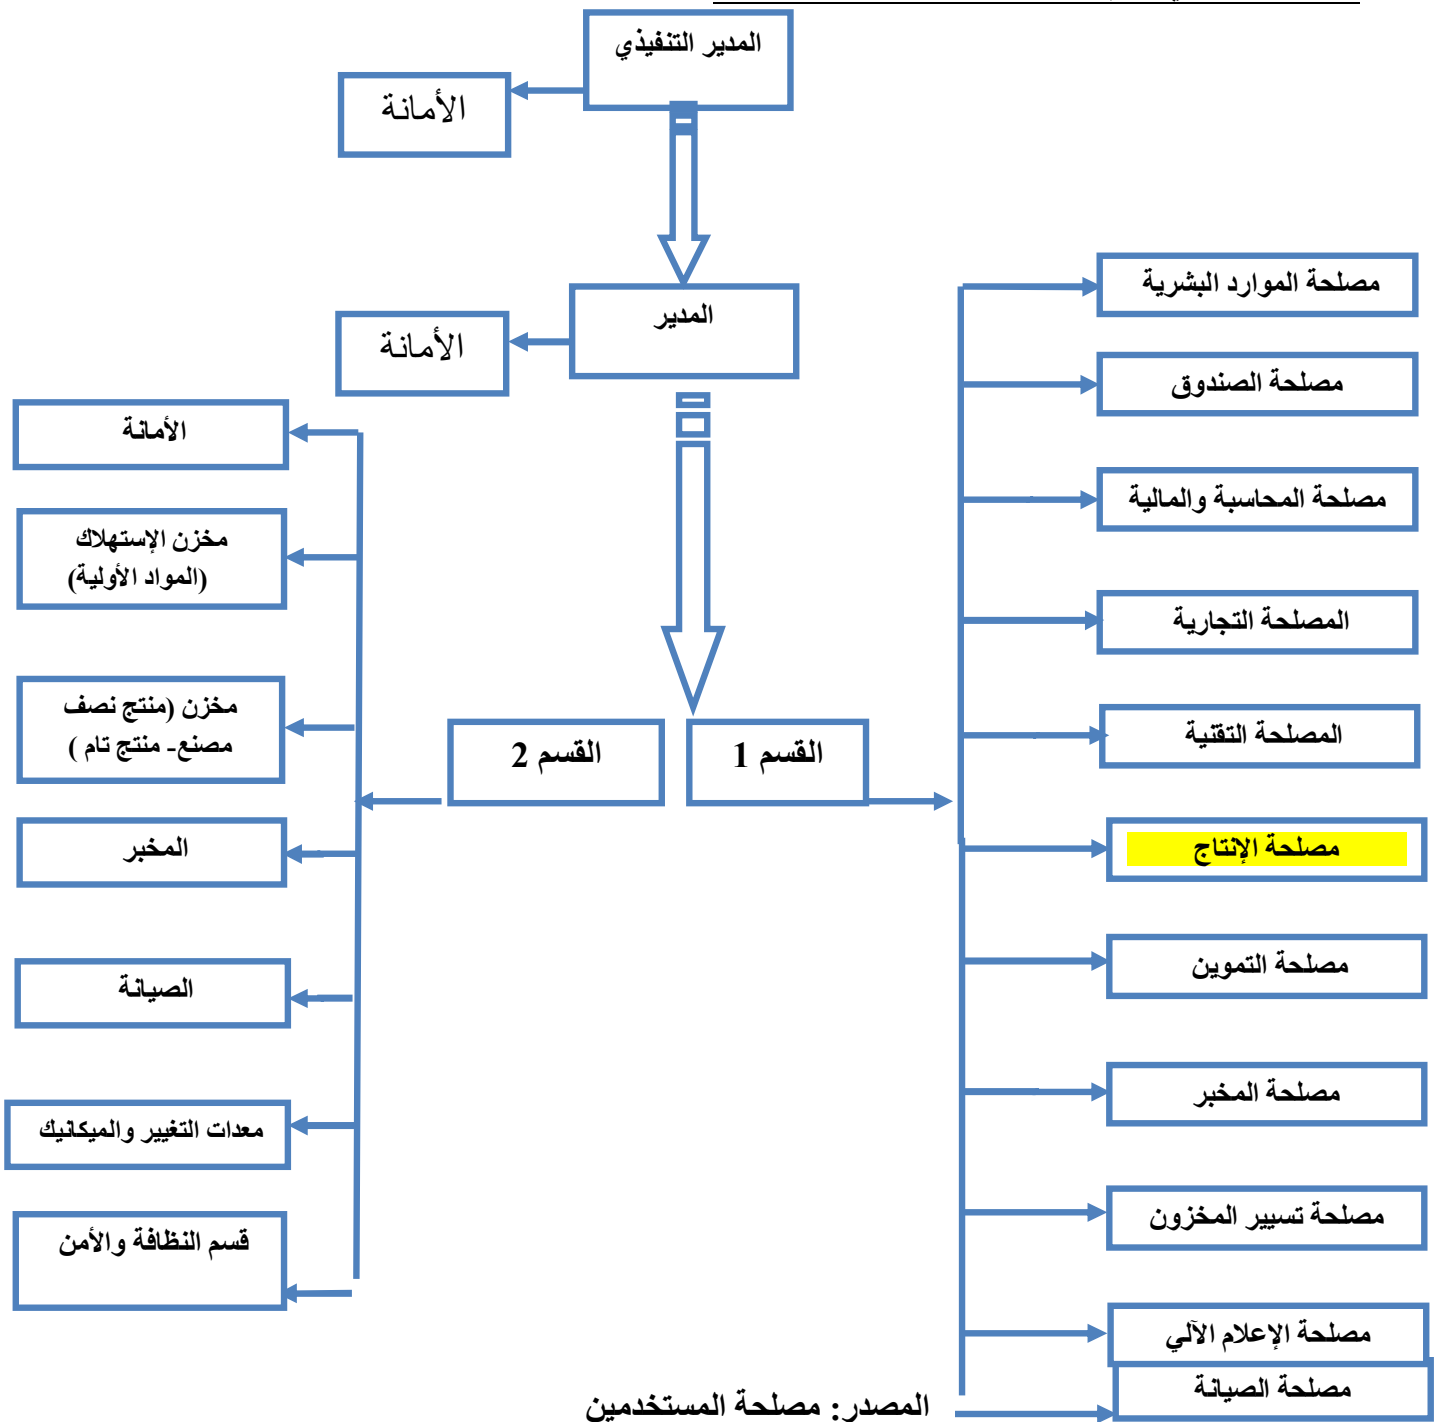 المدير التنفيذي
الأمانة
المدير
الأمانة
القسم 1
القسم 2
مصلحة الموارد البشرية
مصلحة الصندوق
مصلحة المحاسبة والمالية
المصلحة التجارية
المصلحة التقنية
مصلحة الإنتاج
مصلحة التموين
مصلحة المخبر
مصلحة تسيير المخزون
مصلحة الإعلام الآلي
مصلحة الصيانة
الأمانة
مخزن الإستهلاك
(المواد الأولية)
مخزن (منتج نصف
مصنع- منتج تام )
المخبر
الصيانة
معدات التغيير والميكانيك
قسم النظافة والأمن
المصدر: مصلحة المستخدمين